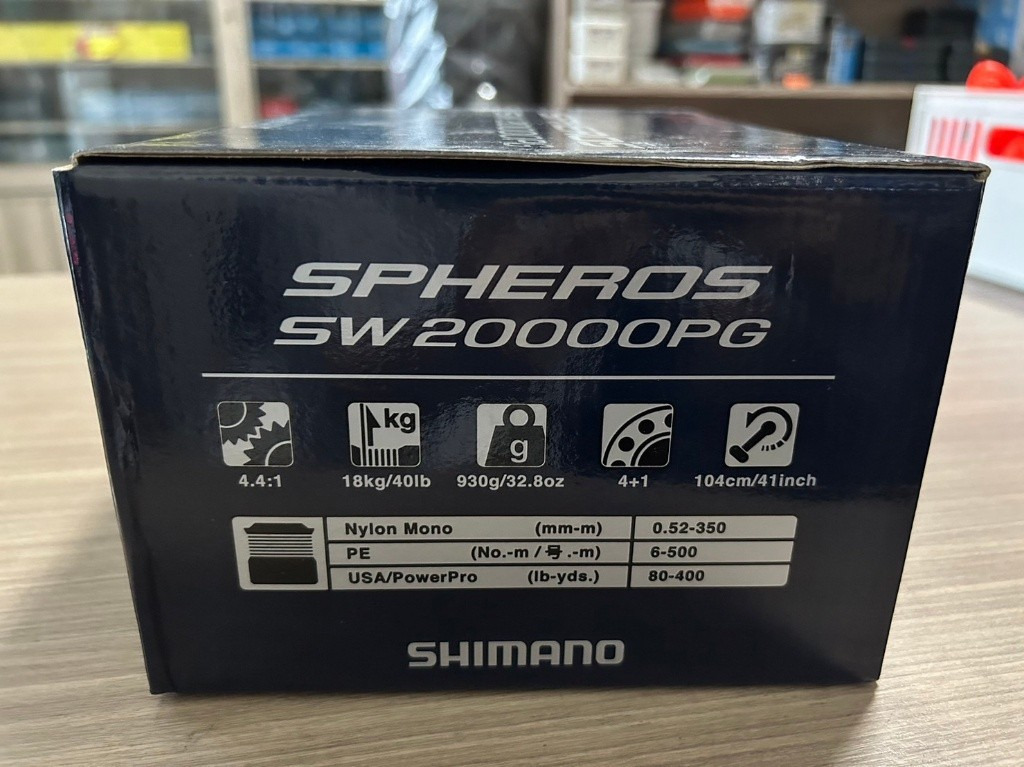 SPHEROS
SW 20000PG
kg
g
4.4:1 18kg/40lb 930g/32.8oz 4+1 104cm/41inch
Nylon Mono (mm-m) 0.52-350
PE (No.-m / 号.-m) 6-500
USA/PowerPro (lb-yds.) 80-400
SHIMANO